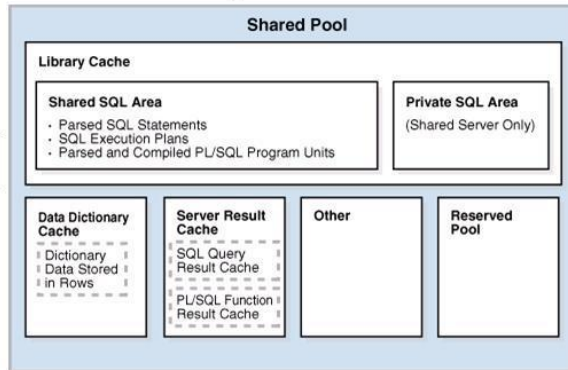 Shared Pool
Library Cache
Shared SQL Area
· Parsed SQL Statements
· SQL Execution Plans
· Parsed and Compiled PL/SQL Program Units
Private SQL Area
(Shared Server Only)
Data Dictionary
Cache
Dictionary
Data Stored
in Rows
Server Result
Cache
SQL Query
Result Cache
PL/SQL Function
Result Cache
Other
Reserved
Pool